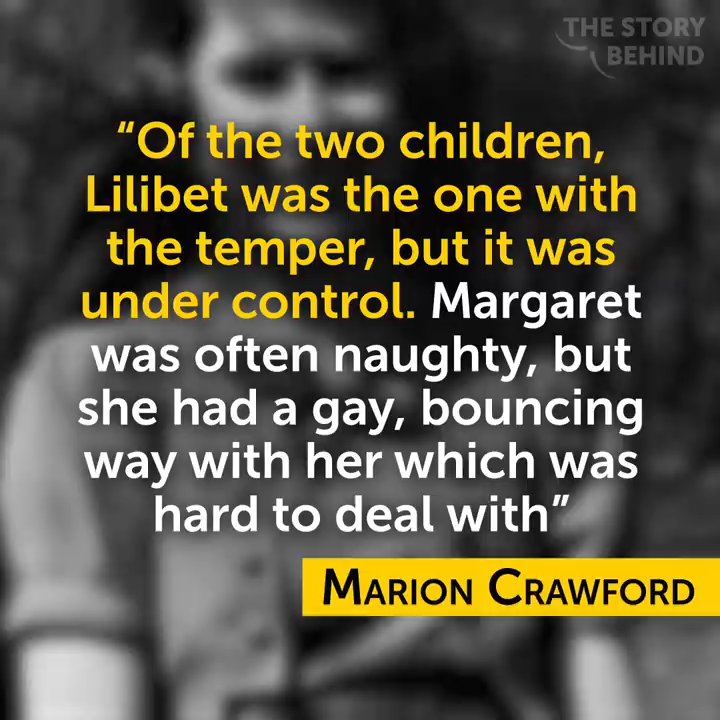 THE STORY
BEHIND
“Of the two children,
Lilibet was the one with
the temper, but it was
under control. Margaret
was often naughty, but
she had a gay, bouncing
way with her which was
hard to deal with”
MARION CRAWFORD